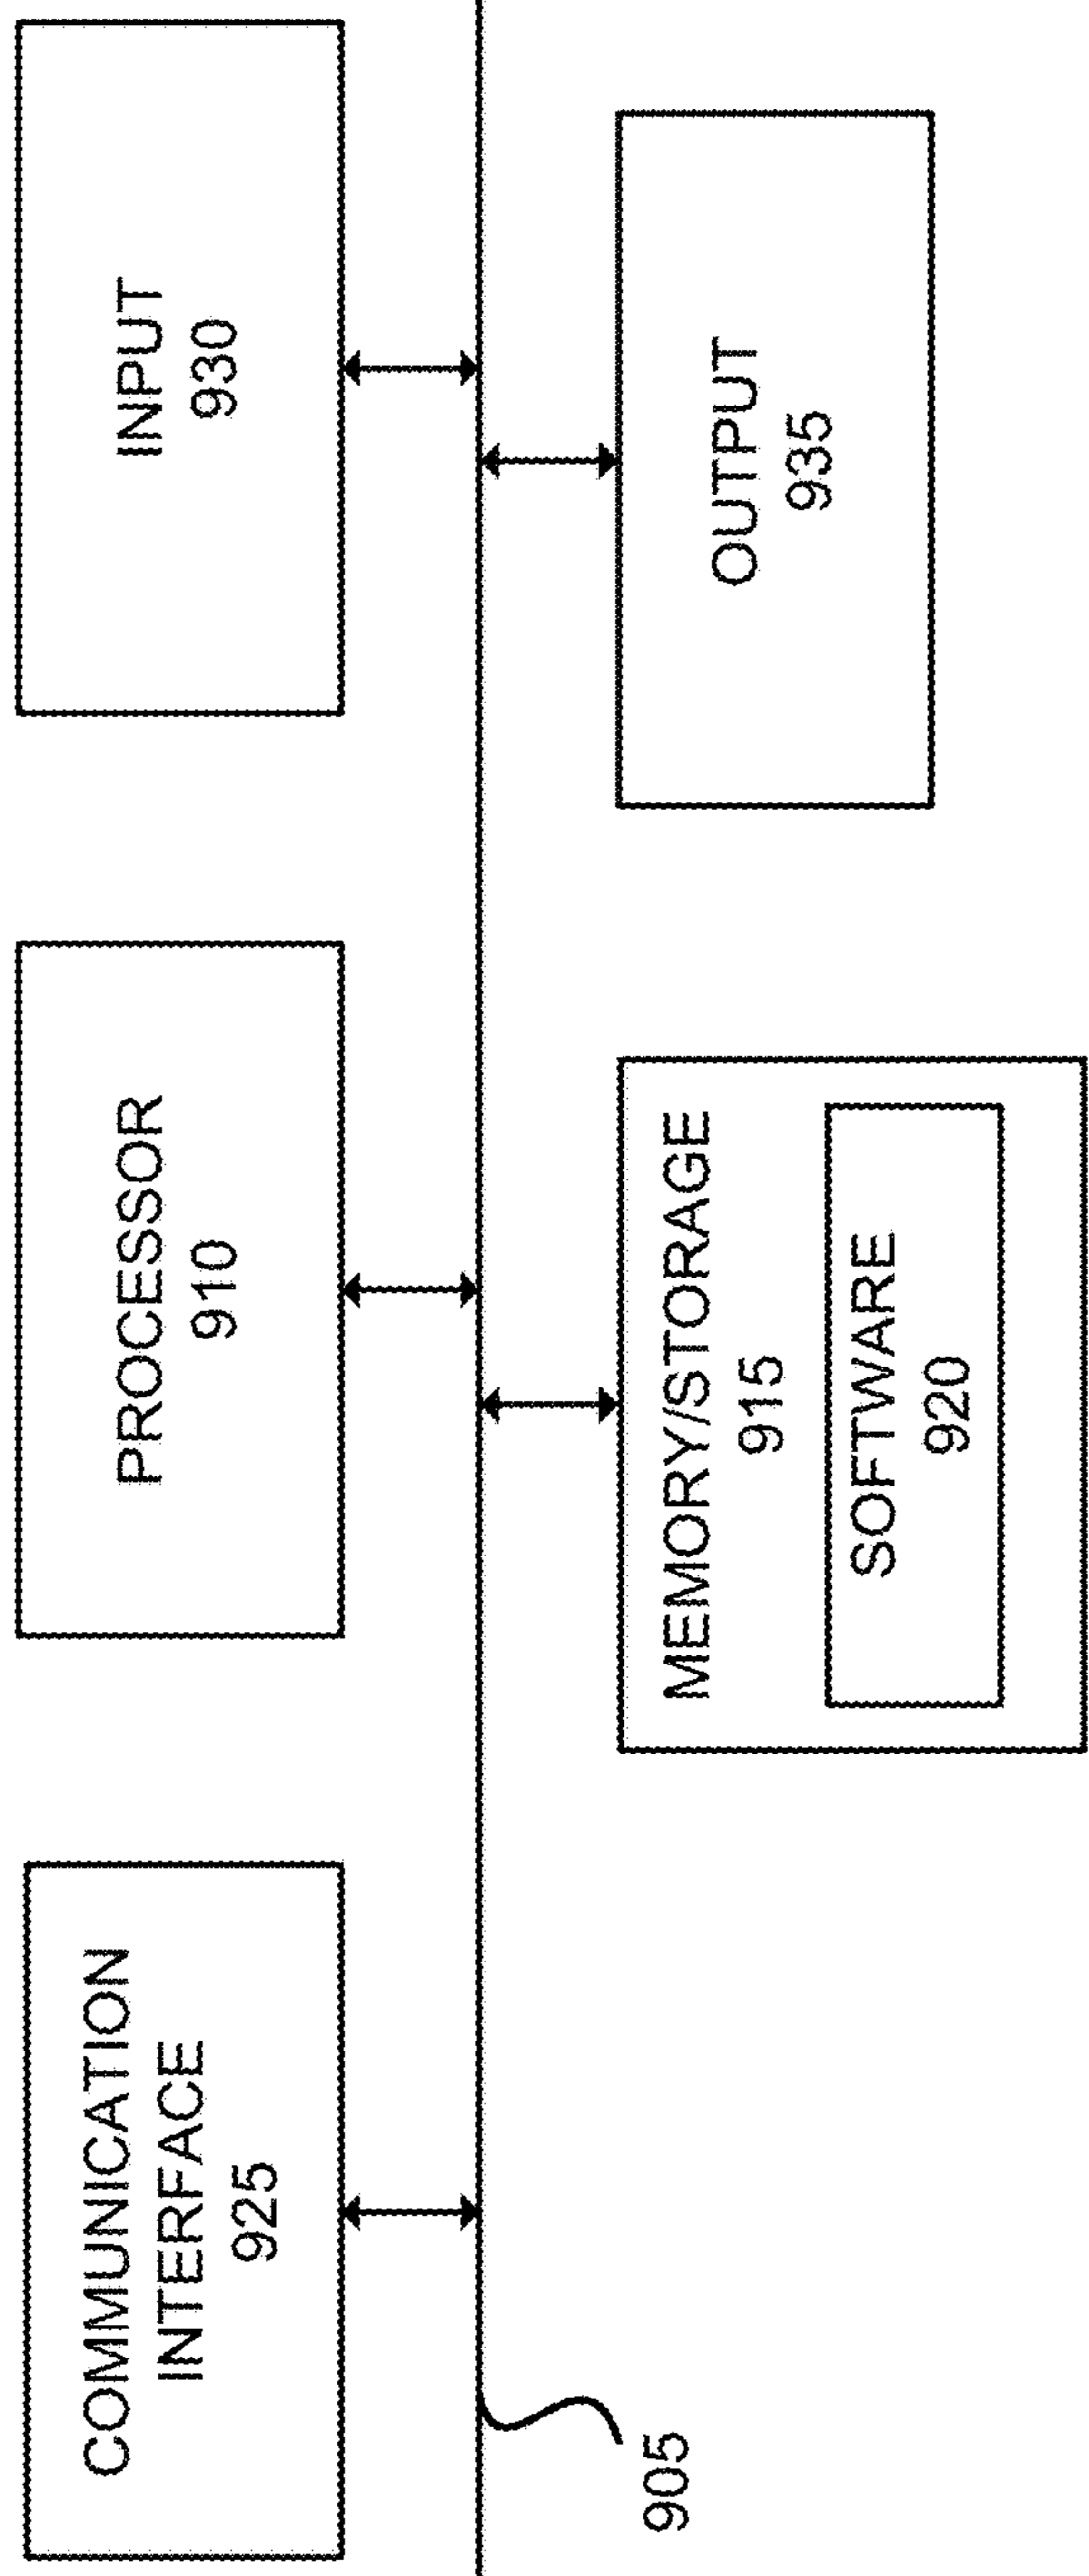 COMMUNICATION
INTERFACE
925
PROCESSOR
910
INPUT
930
905
MEMORY/STORAGE
915
SOFTWARE
920
OUTPUT
935